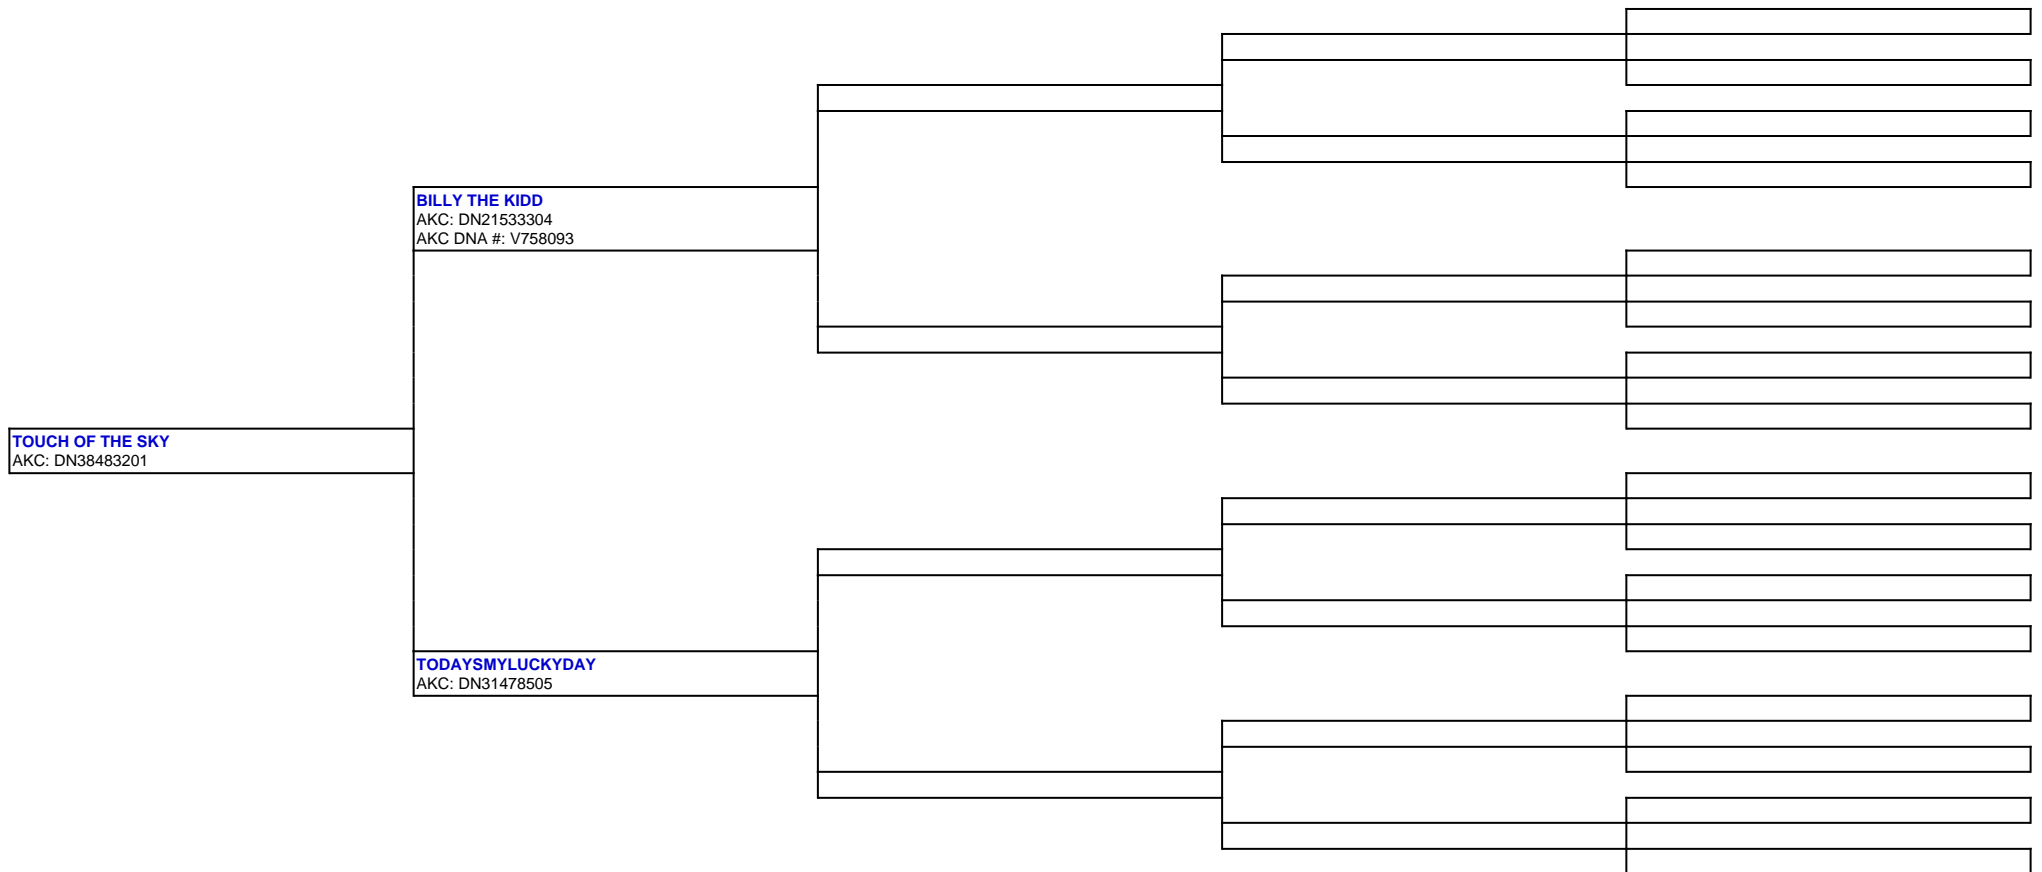 BILLY THE KIDD
AKC: DN21533304
AKC DNA #: V758093
TOUCH OF THE SKY
AKC: DN38483201
TODAYSMYLUCKYDAY
AKC: DN31478505